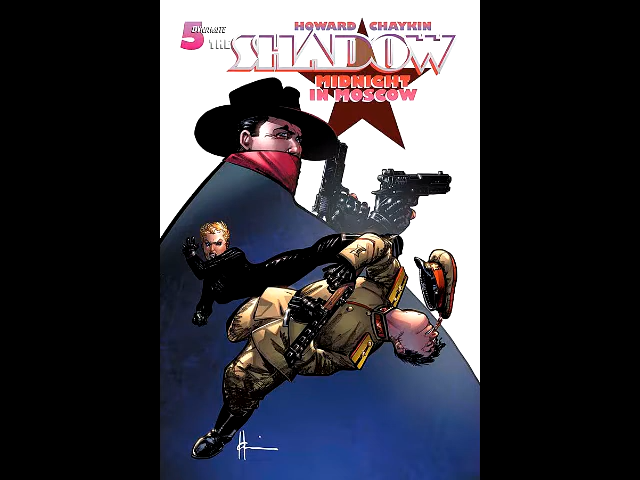 5 DYNAMITE
HOWARD CHAYKIN
THE SHADOW
MIDNIGHT
IN MOSCOW